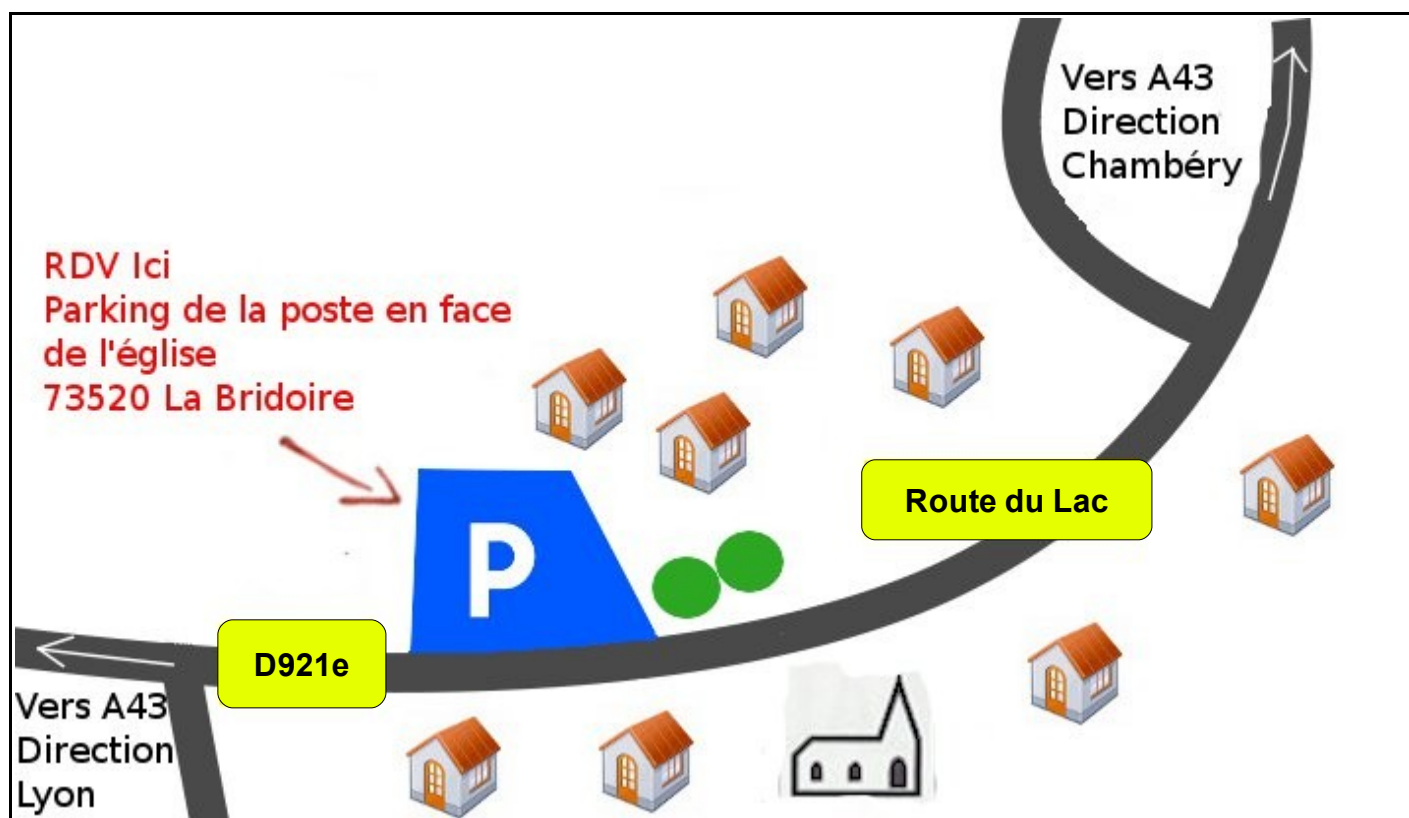 Vers A43
Direction
Chambéry
RDV Ici
Parking de la poste en face
de l'église
73520 La Bridoire
Route du Lac
P
D921e
Vers A43
Direction
Lyon